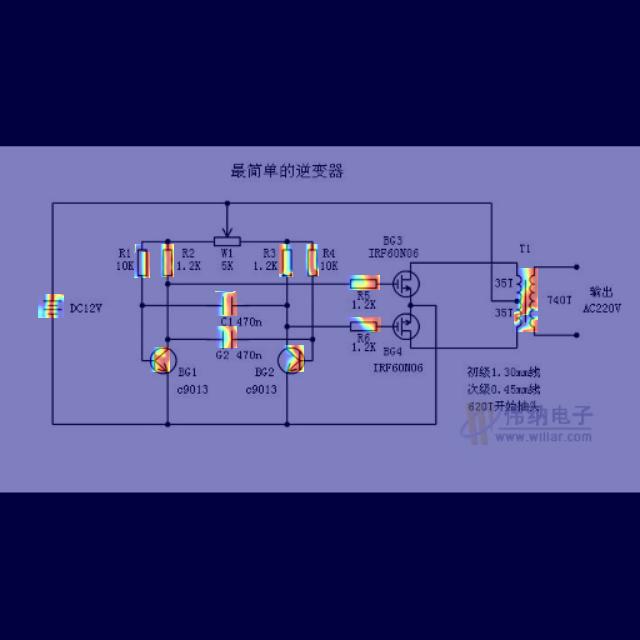 最简单的逆变器
R1 10K
R2 1.2K
W1 5K
R3 1.2K
R4 10K
BG3 IRF60N06
T1
DC12V
R5 1.2K
35T
35T
740T
输出
AC220V
C1 470n
R6 1.2K
G2 470n
BG4
IRF60N06
BG1
c9013
BG2
c9013
初级1.30mm线
次级0.45mm线
620T开始抽头
伟纳电子
www.willar.com